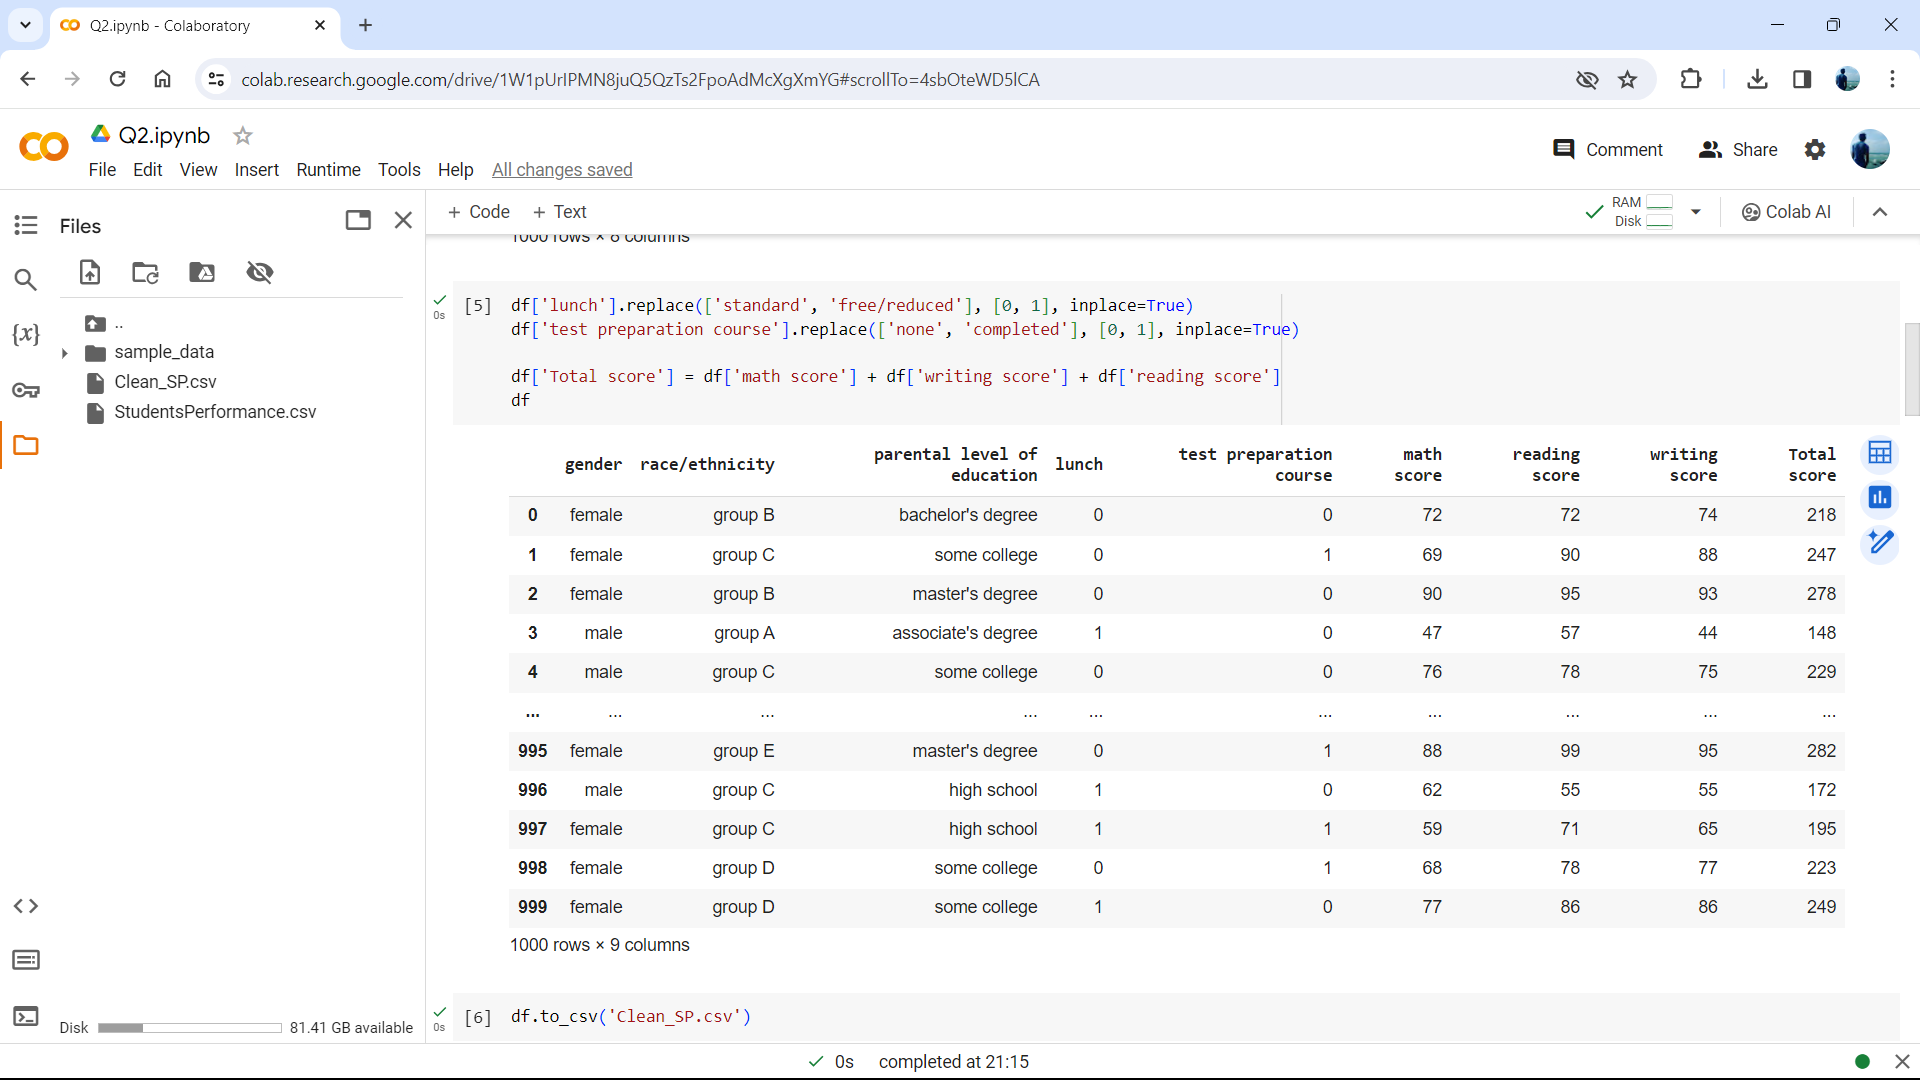 Q2.ipynb - Colaboratory
colab.research.google.com/drive/1W1pUrIPMN8juQ5QzTs2FpoAdMcXgXmYG#scrollTo=4sbOteWD5lCA
Q2.ipynb
File Edit View Insert Runtime Tools Help All changes saved
Comment Share
Files
+ Code + Text
RAM
Disk
Colab AI
1000 rows × 8 columns
..
sample_data
Clean_SP.csv
StudentsPerformance.csv
{x}
0s
[5] df['lunch'].replace(['standard', 'free/reduced'], [0, 1], inplace=True)
df['test preparation course'].replace(['none', 'completed'], [0, 1], inplace=True)
df['Total score'] = df['math score'] + df['writing score'] + df['reading score']
df
gender race/ethnicity parental level of education lunch test preparation course math score reading score writing score Total score
0 female group B bachelor's degree 0 0 72 72 74 218
1 female group C some college 0 1 69 90 88 247
2 female group B master's degree 0 0 90 95 93 278
3 male group A associate's degree 1 0 47 57 44 148
4 male group C some college 0 0 76 78 75 229
... ... ... ... ... ... ... ... ... ...
995 female group E master's degree 0 1 88 99 95 282
996 male group C high school 1 0 62 55 55 172
997 female group C high school 1 1 59 71 65 195
998 female group D some college 0 1 68 78 77 223
999 female group D some college 1 0 77 86 86 249
1000 rows × 9 columns
0s
[6] df.to_csv('Clean_SP.csv')
Disk 81.41 GB available
0s completed at 21:15